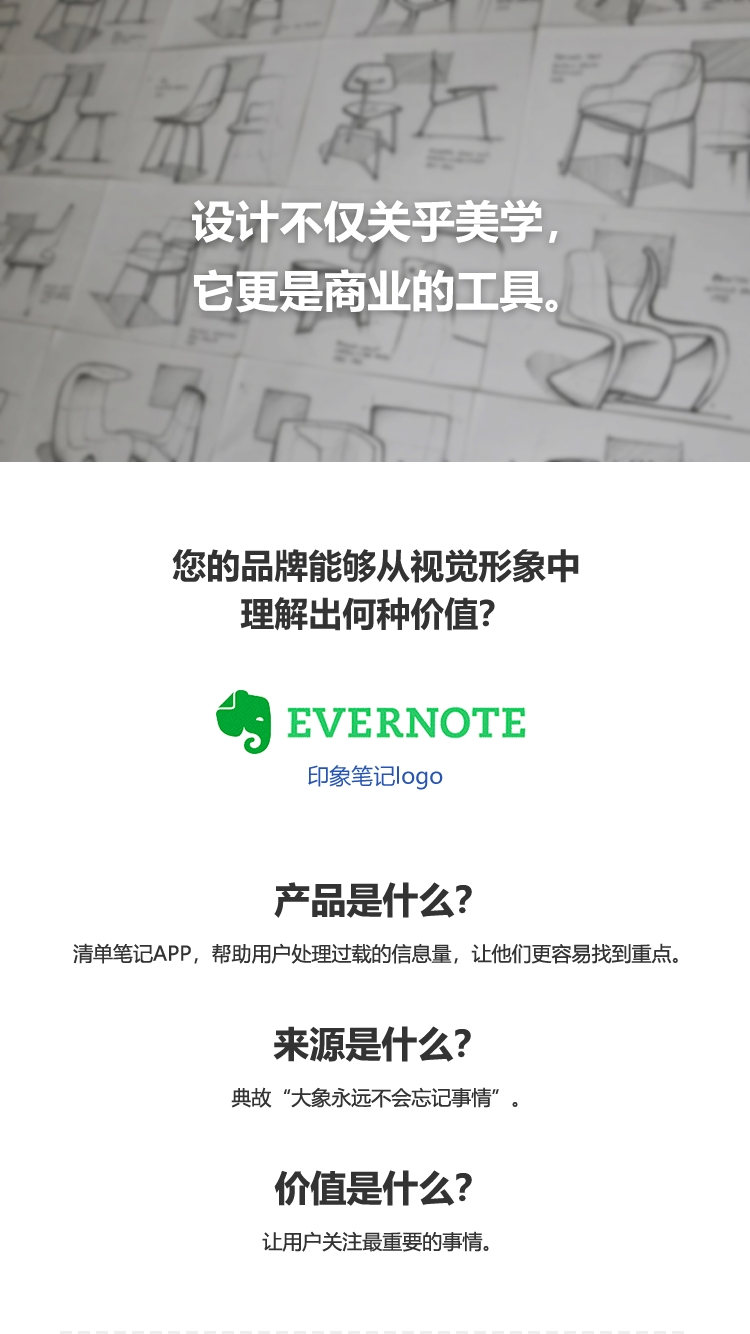 设计不仅关乎美学，
它更是商业的工具。
您的品牌能够从视觉形象中
理解出何种价值？
EVERNOTE
印象笔记logo
产品是什么？
清单笔记APP，帮助用户处理过载的信息量，让他们更容易找到重点。
来源是什么？
典故“大象永远不会忘记事情”。
价值是什么？
让用户关注最重要的事情。